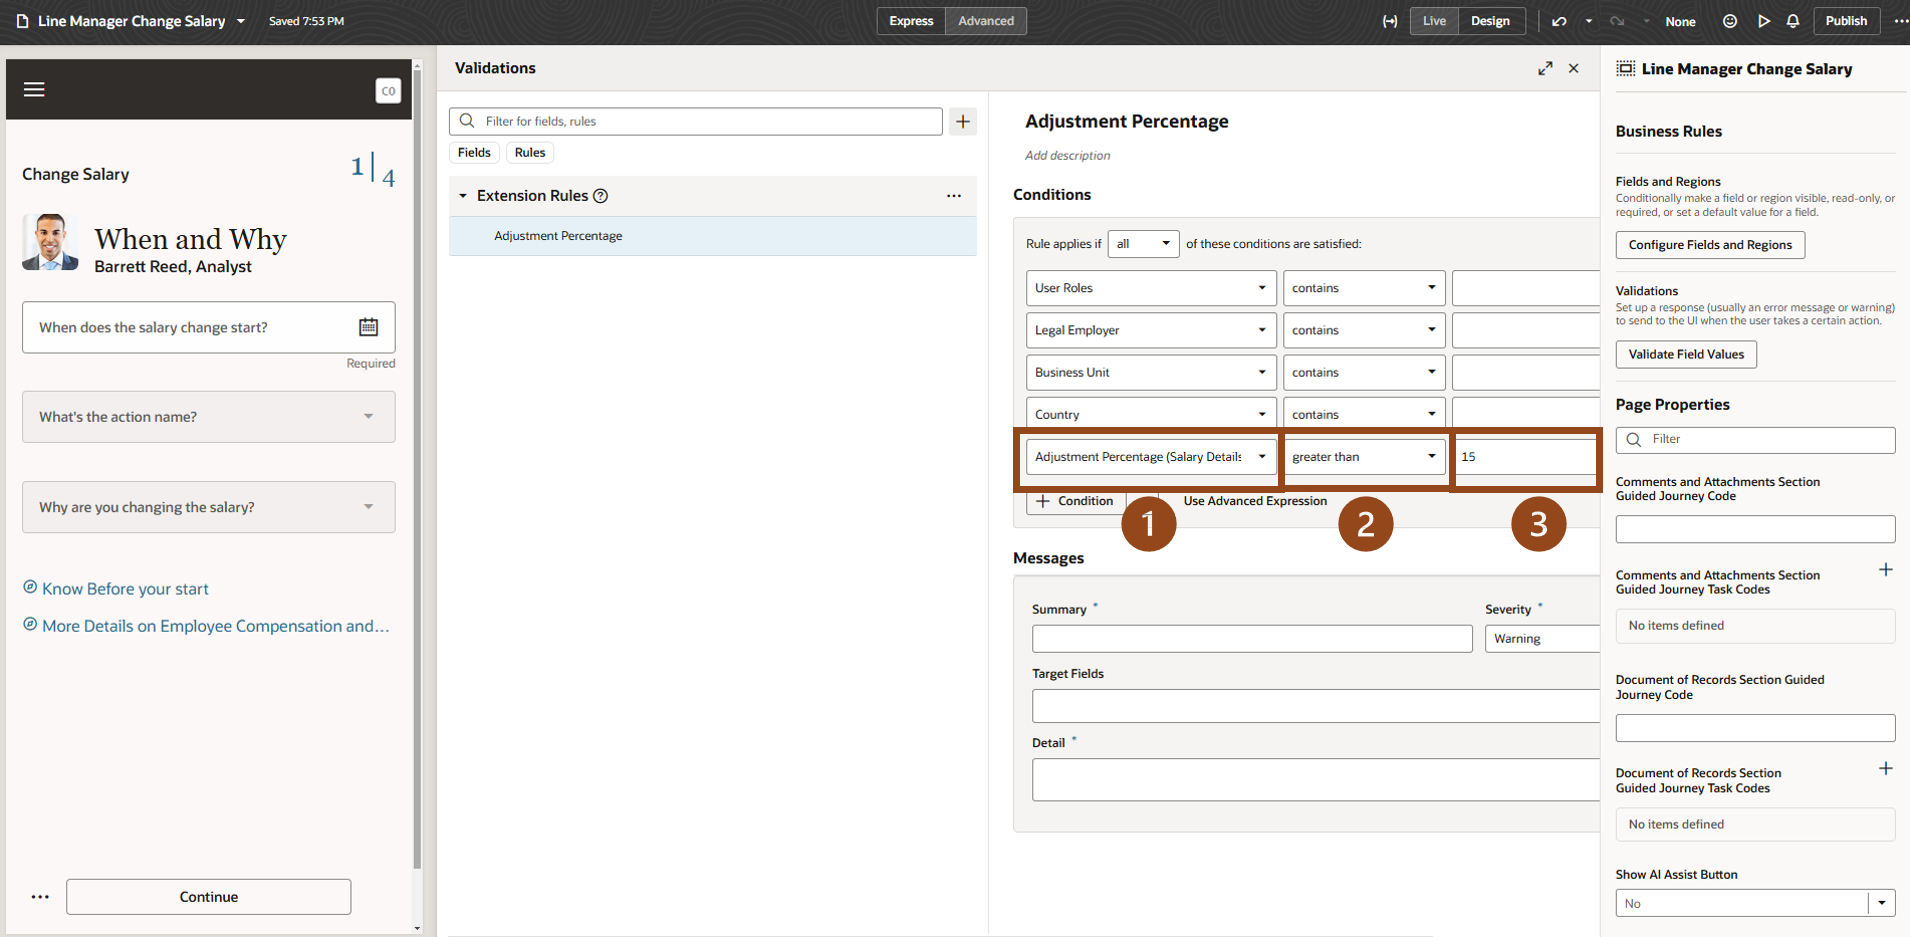 Line Manager Change Salary
Saved 7:53 PM
Express
Advanced
Live
Design
None
Publish
CO
Change Salary
1
4
When and Why
Barrett Reed, Analyst
When does the salary change start?
Required
What's the action name?
Why are you changing the salary?
Know Before your start
More Details on Employee Compensation and...
Continue
Validations
Filter for fields, rules
Fields
Rules
Extension Rules
Adjustment Percentage
Adjustment Percentage
Add description
Conditions
Rule applies if all of these conditions are satisfied:
User Roles contains
Legal Employer contains
Business Unit contains
Country contains
Adjustment Percentage (Salary Details greater than 15
Condition
Use Advanced Expression
1
2
3
Messages
Summary *
Severity *
Warning
Target Fields
Detail *
Line Manager Change Salary
Business Rules
Fields and Regions
Conditionally make a field or region visible, read-only, or
required, or set a default value for a field.
Configure Fields and Regions
Validations
Set up a response (usually an error message or warning)
to send to the UI when the user takes a certain action.
Validate Field Values
Page Properties
Filter
Comments and Attachments Section
Guided Journey Code
Comments and Attachments Section
Guided Journey Task Codes
No items defined
Document of Records Section Guided
Journey Code
Document of Records Section
Guided Journey Task Codes
No items defined
Show AI Assist Button
No